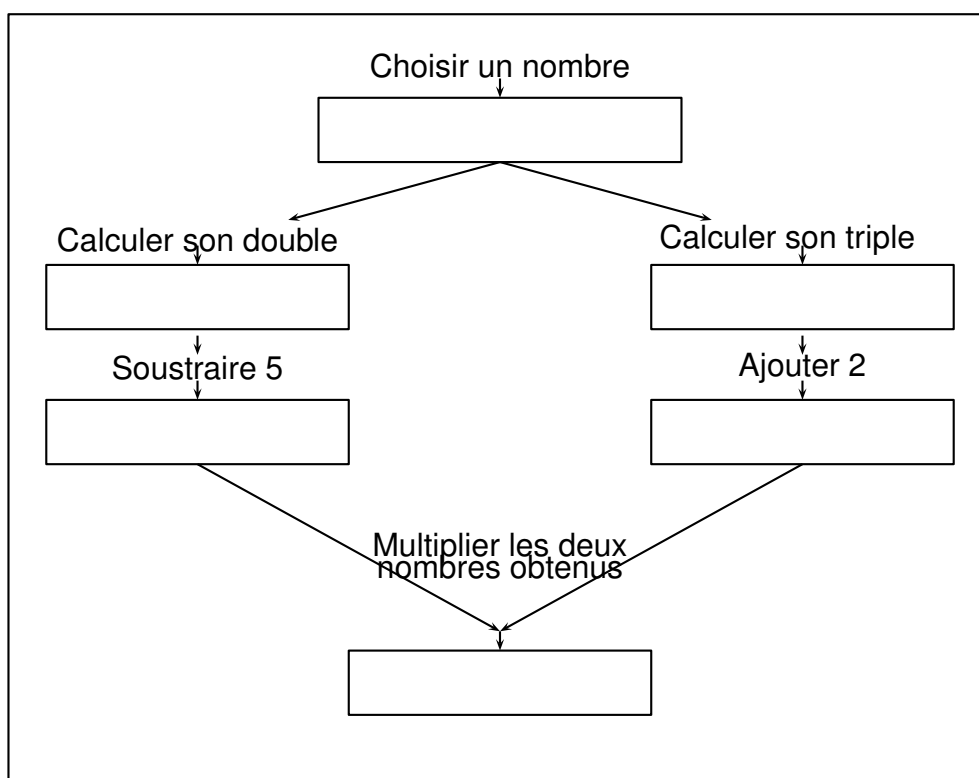 Choisir un nombre
Calculer son double
Calculer son triple
Soustraire 5
Ajouter 2
Multiplier les deux
nombres obtenus